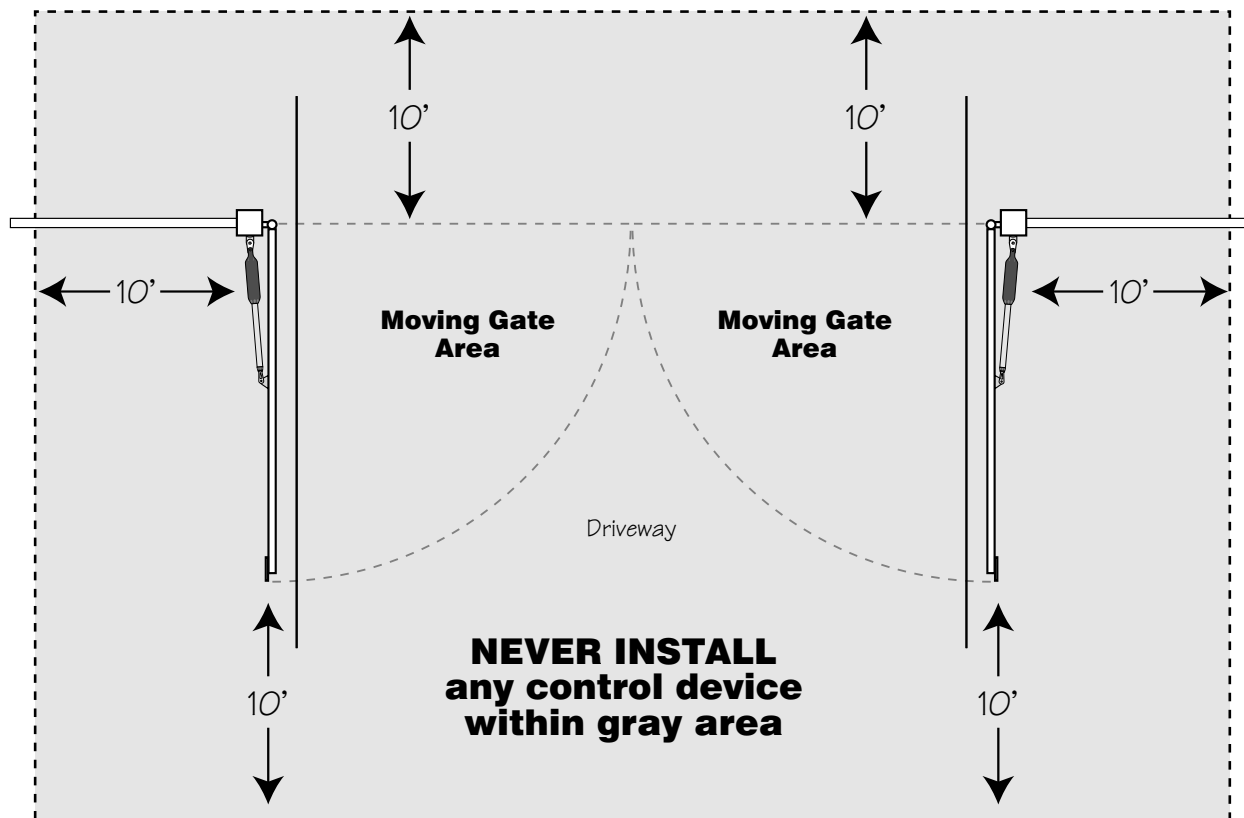 10’
10’
10’
10’
Moving Gate
Area
Moving Gate
Area
Driveway
NEVER INSTALL
any control device
within gray area
10’
10’